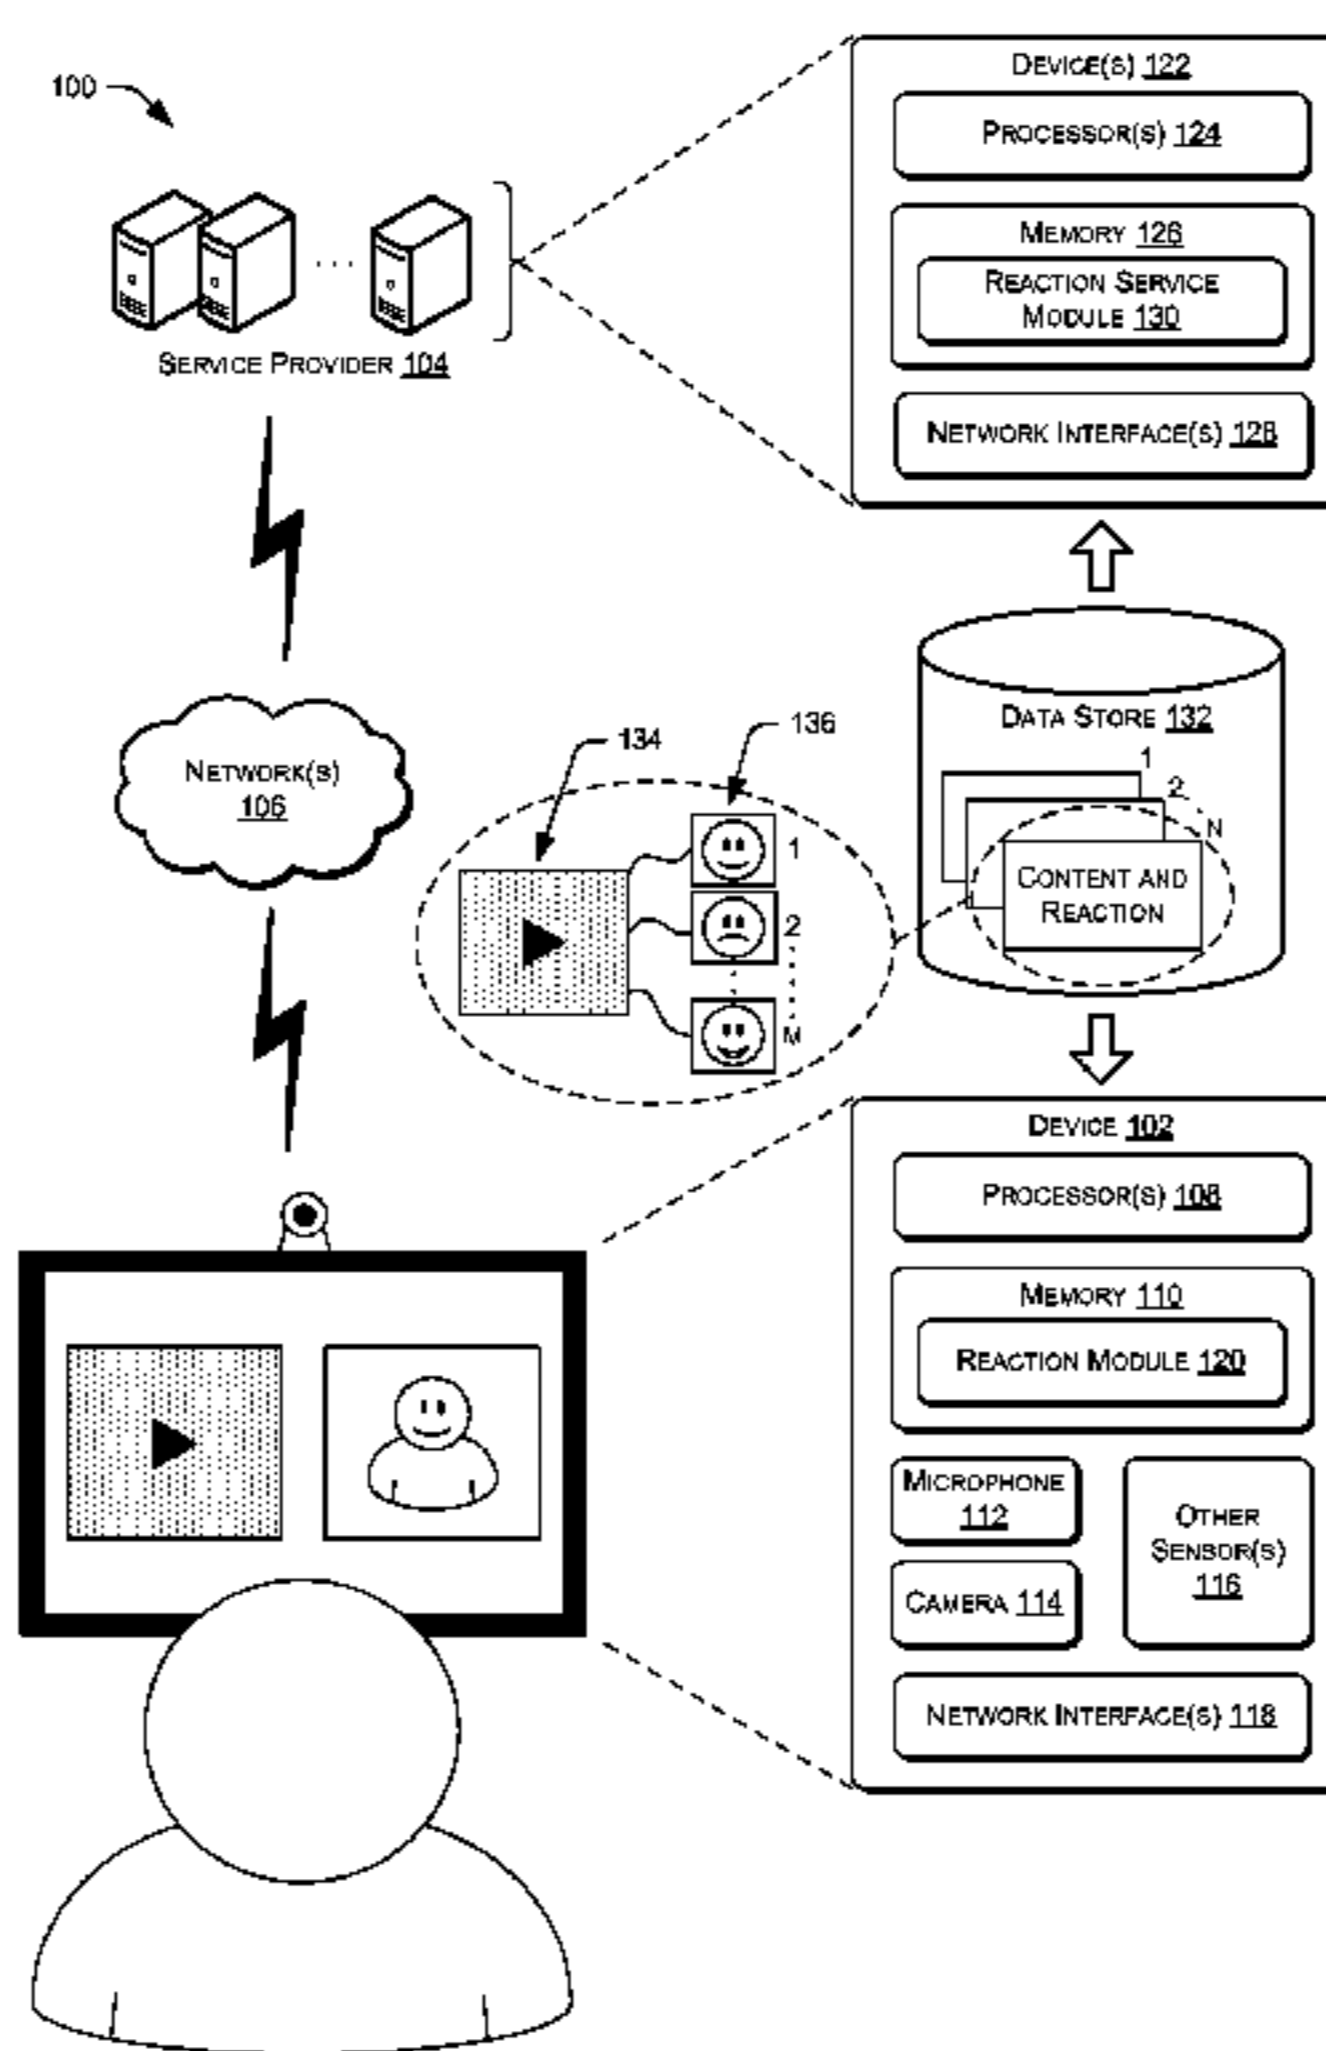 100
SERVICE PROVIDER 104
DEVICE(S) 122
PROCESSOR(S) 124
MEMORY 126
REACTION SERVICE
MODULE 130
NETWORK INTERFACE(S) 128
NETWORK(S)
106
134
136
1
2
M
DATA STORE 132
1
2
N
CONTENT AND
REACTION
DEVICE 102
PROCESSOR(S) 108
MEMORY 110
REACTION MODULE 120
MICROPHONE
112
CAMERA 114
OTHER
SENSOR(S)
116
NETWORK INTERFACE(S) 118